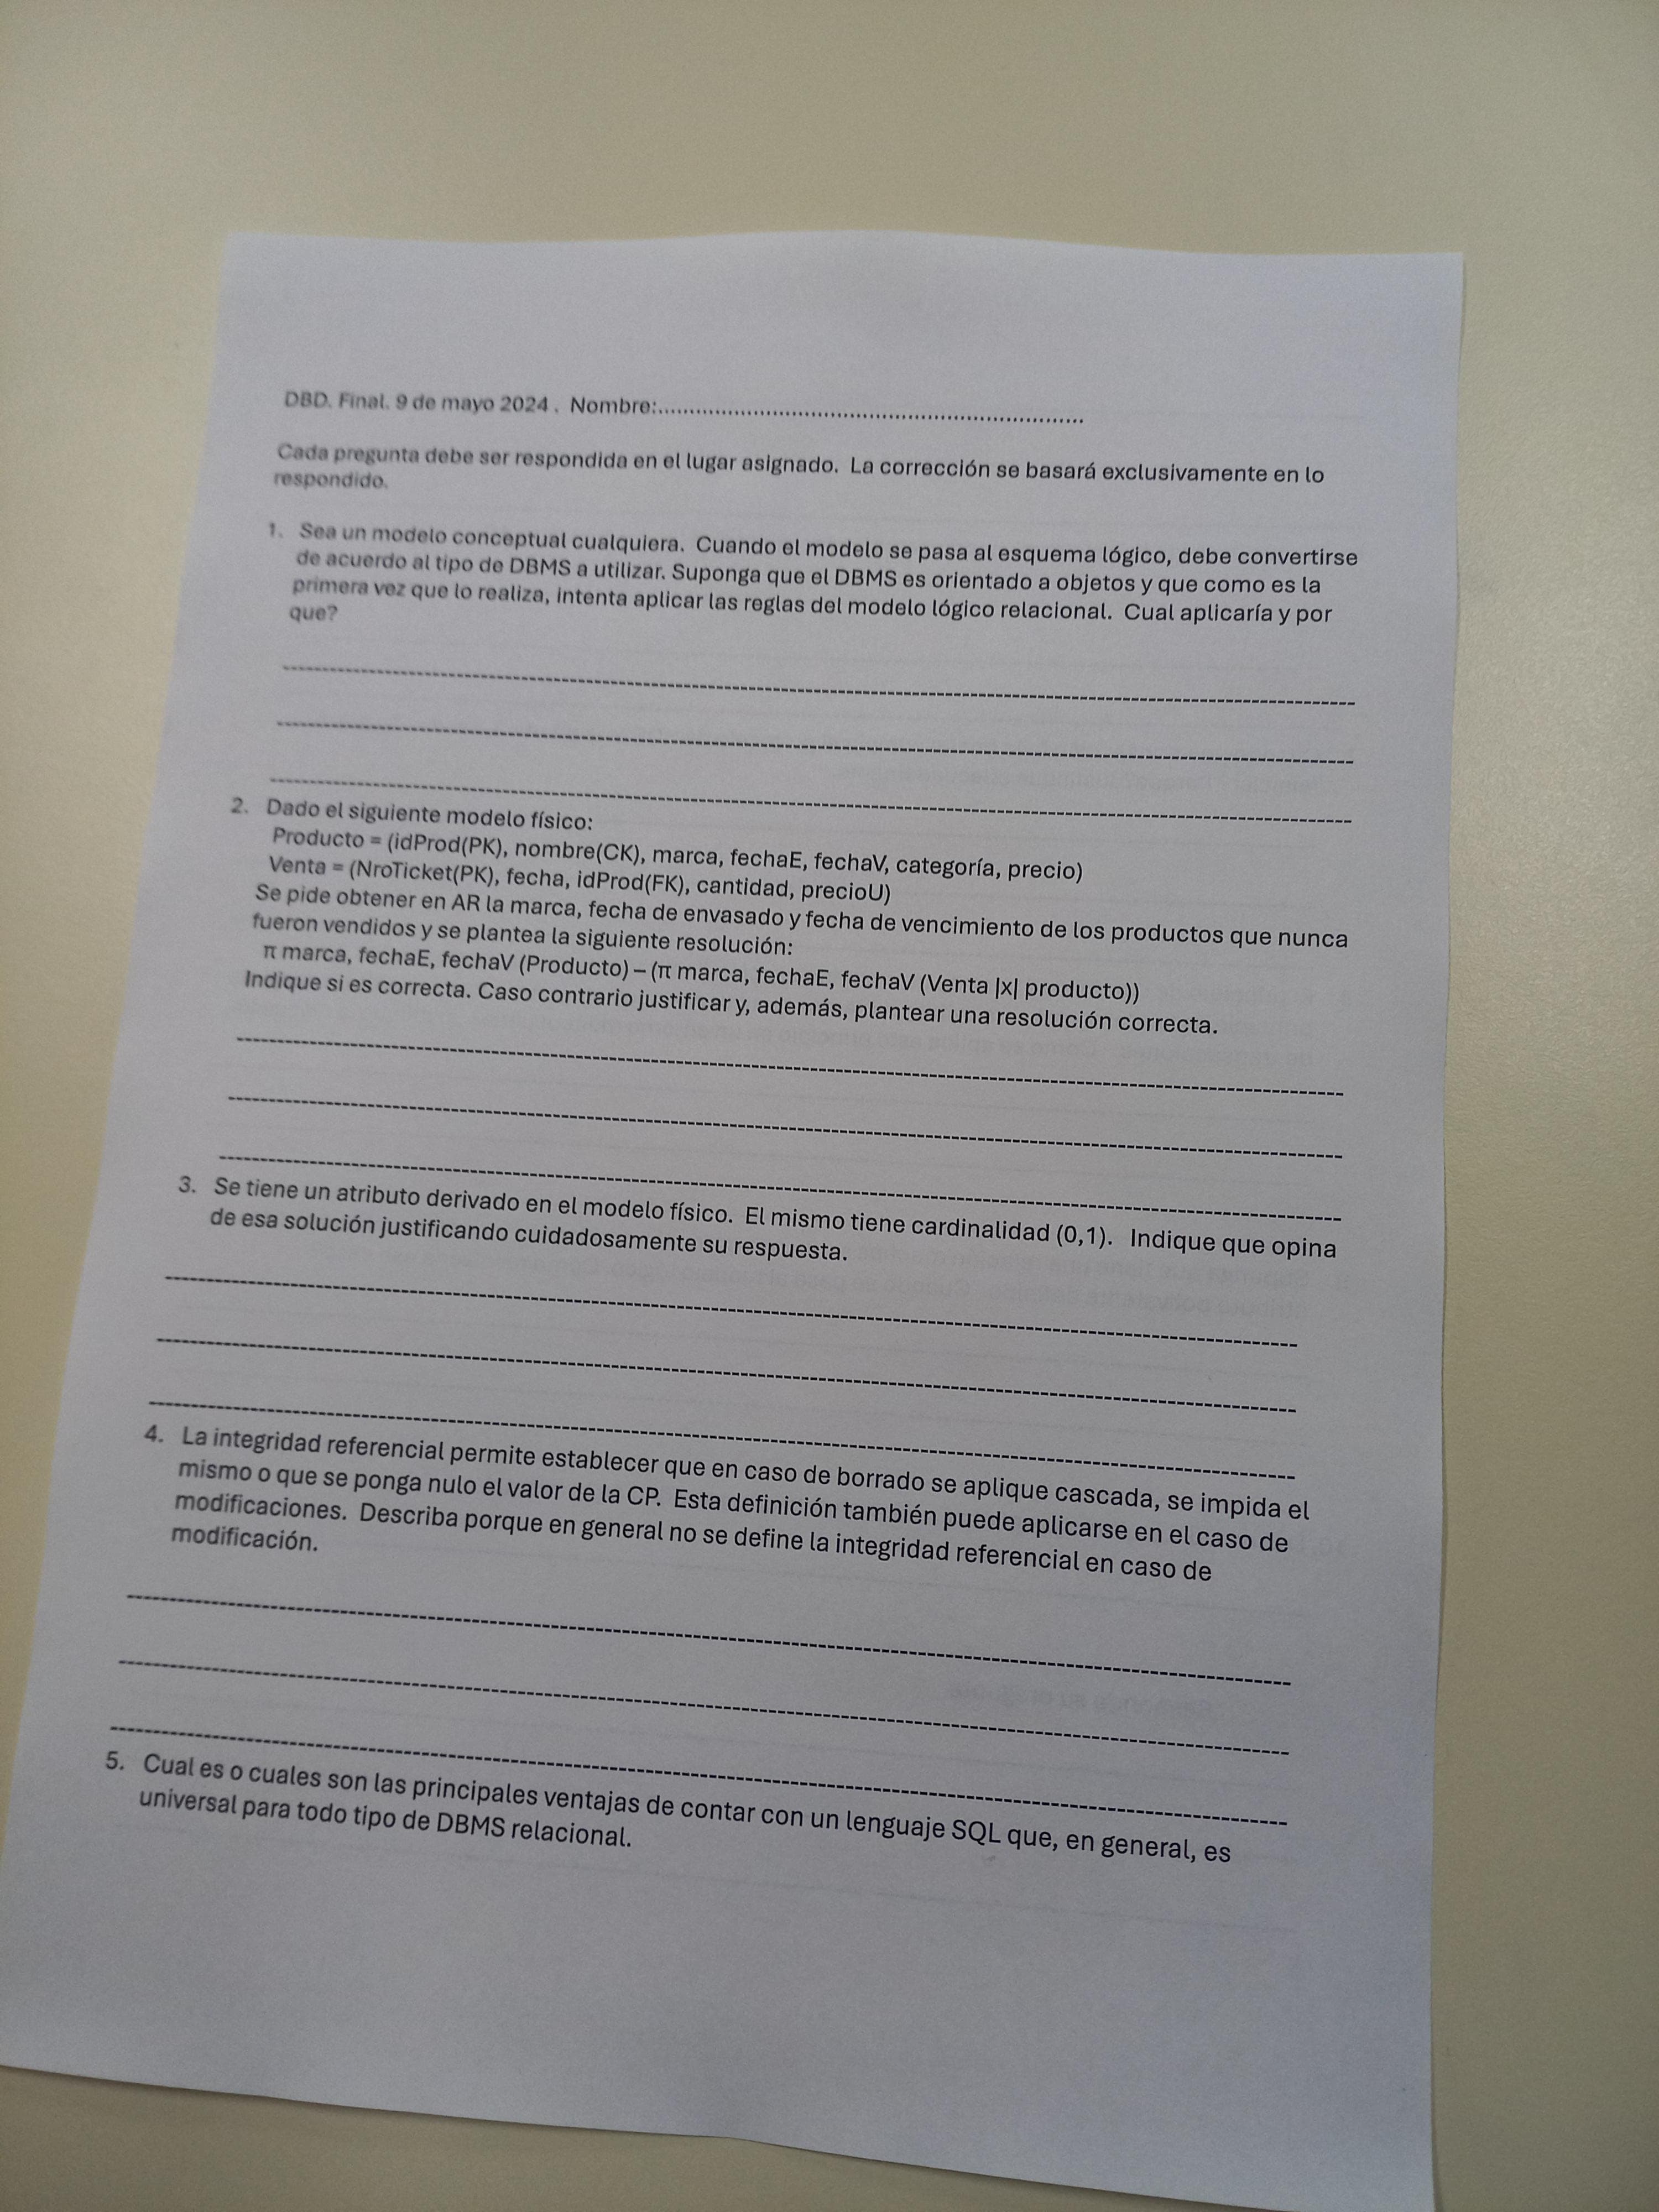 DBD. Final. 9 de mayo 2024 . Nombre:......................................................................
Cada pregunta debe ser respondida en el lugar asignado. La corrección se basará exclusivamente en lo
respondido.
1. Sea un modelo conceptual cualquiera. Cuando el modelo se pasa al esquema lógico, debe convertirse
de acuerdo al tipo de DBMS a utilizar. Suponga que el DBMS es orientado a objetos y que como es la
primera vez que lo realiza, intenta aplicar las reglas del modelo lógico relacional. Cual aplicaría y por
que?
2. Dado el siguiente modelo físico:
Producto = (idProd(PK), nombre(CK), marca, fechaE, fechaV, categoría, precio)
Venta = (NroTicket(PK), fecha, idProd(FK), cantidad, precioU)
Se pide obtener en AR la marca, fecha de envasado y fecha de vencimiento de los productos que nunca
fueron vendidos y se plantea la siguiente resolución:
π marca, fechaE, fechaV (Producto) – (π marca, fechaE, fechaV (Venta |x| producto))
Indique si es correcta. Caso contrario justificar y, además, plantear una resolución correcta.
3. Se tiene un atributo derivado en el modelo físico. El mismo tiene cardinalidad (0,1). Indique que opina
de esa solución justificando cuidadosamente su respuesta.
4. La integridad referencial permite establecer que en caso de borrado se aplique cascada, se impida el
mismo o que se ponga nulo el valor de la CP. Esta definición también puede aplicarse en el caso de
modificaciones. Describa porque en general no se define la integridad referencial en caso de
modificación.
5. Cual es o cuales son las principales ventajas de contar con un lenguaje SQL que, en general, es
universal para todo tipo de DBMS relacional.